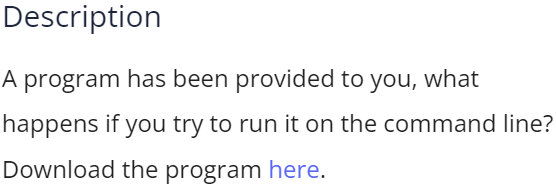 Description
A program has been provided to you, what
happens if you try to run it on the command line?
Download the program here.